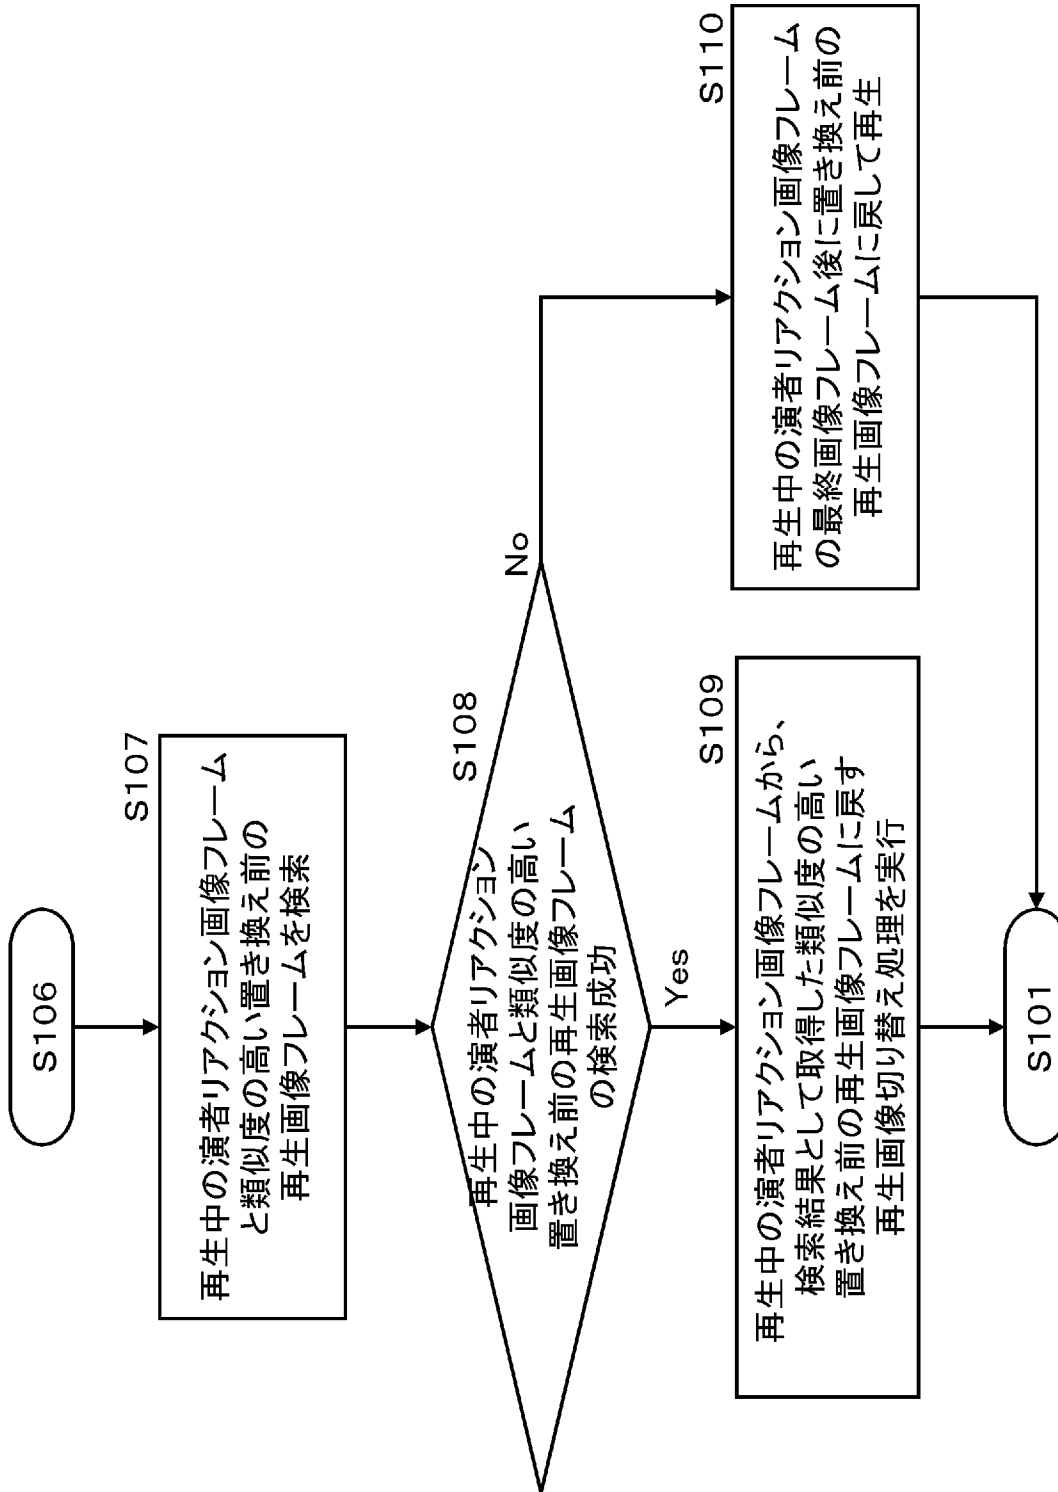 S106
S107
再生中の演者リアクション画像フレーム
と類似度の高い置き換え前の
再生画像フレームを検索
S108
再生中の演者リアクション
画像フレームと類似度の高い
置き換え前の再生画像フレーム
の検索成功
No
Yes
S109
再生中の演者リアクション画像フレームから、
検索結果として取得した類似度の高い
置き換え前の再生画像フレームに戻す
再生画像切り替え処理を実行
S110
再生中の演者リアクション画像フレーム
の最終画像フレーム後に置き換え前の
再生画像フレームに戻して再生
S101